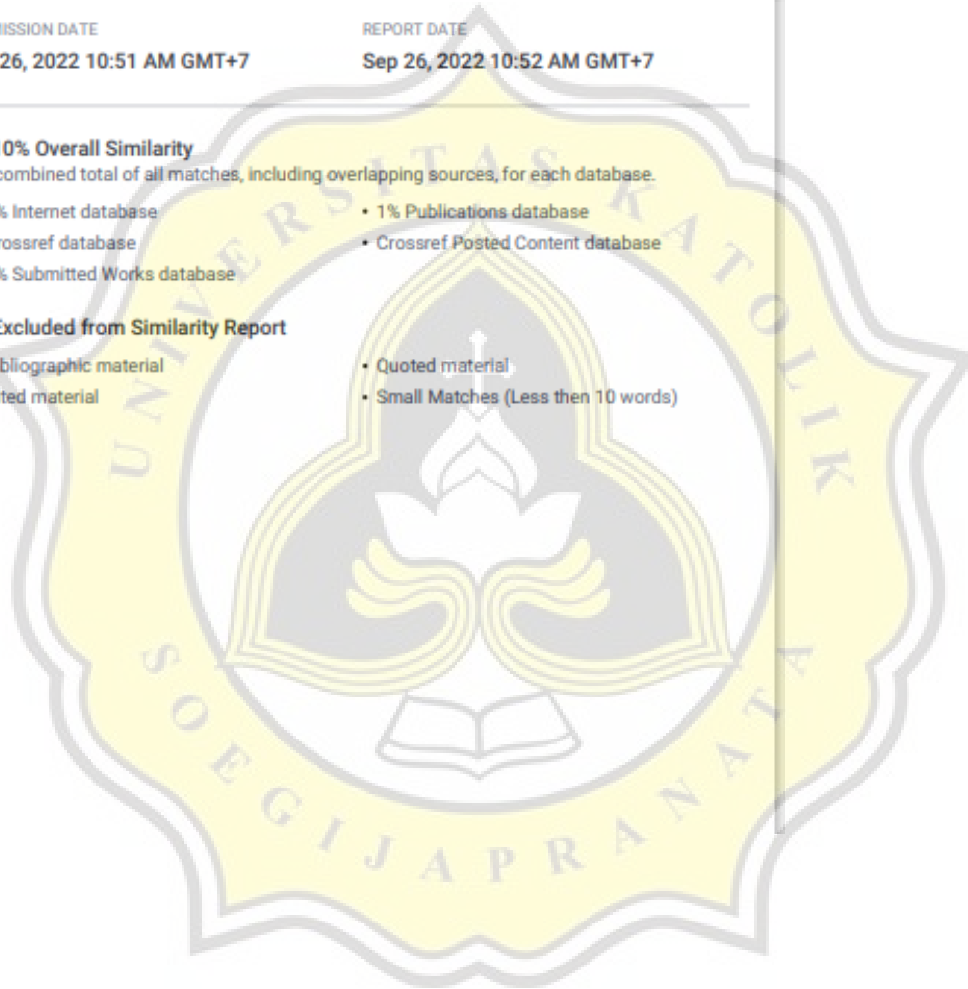 ISSION DATE
REPORT DATE
26, 2022 10:51 AM GMT+7
Sep 26, 2022 10:52 AM GMT+7
0% Overall Similarity
combined total of all matches, including overlapping sources, for each database.
% Internet database
• 1% Publications database
rossref database
• Crossref Posted Content database
% Submitted Works database
Excluded from Similarity Report
bliographic material
• Quoted material
ted material
• Small Matches (Less then 10 words)
UNIVERSITAS KATOLIK
SOEGIJAPRANATA